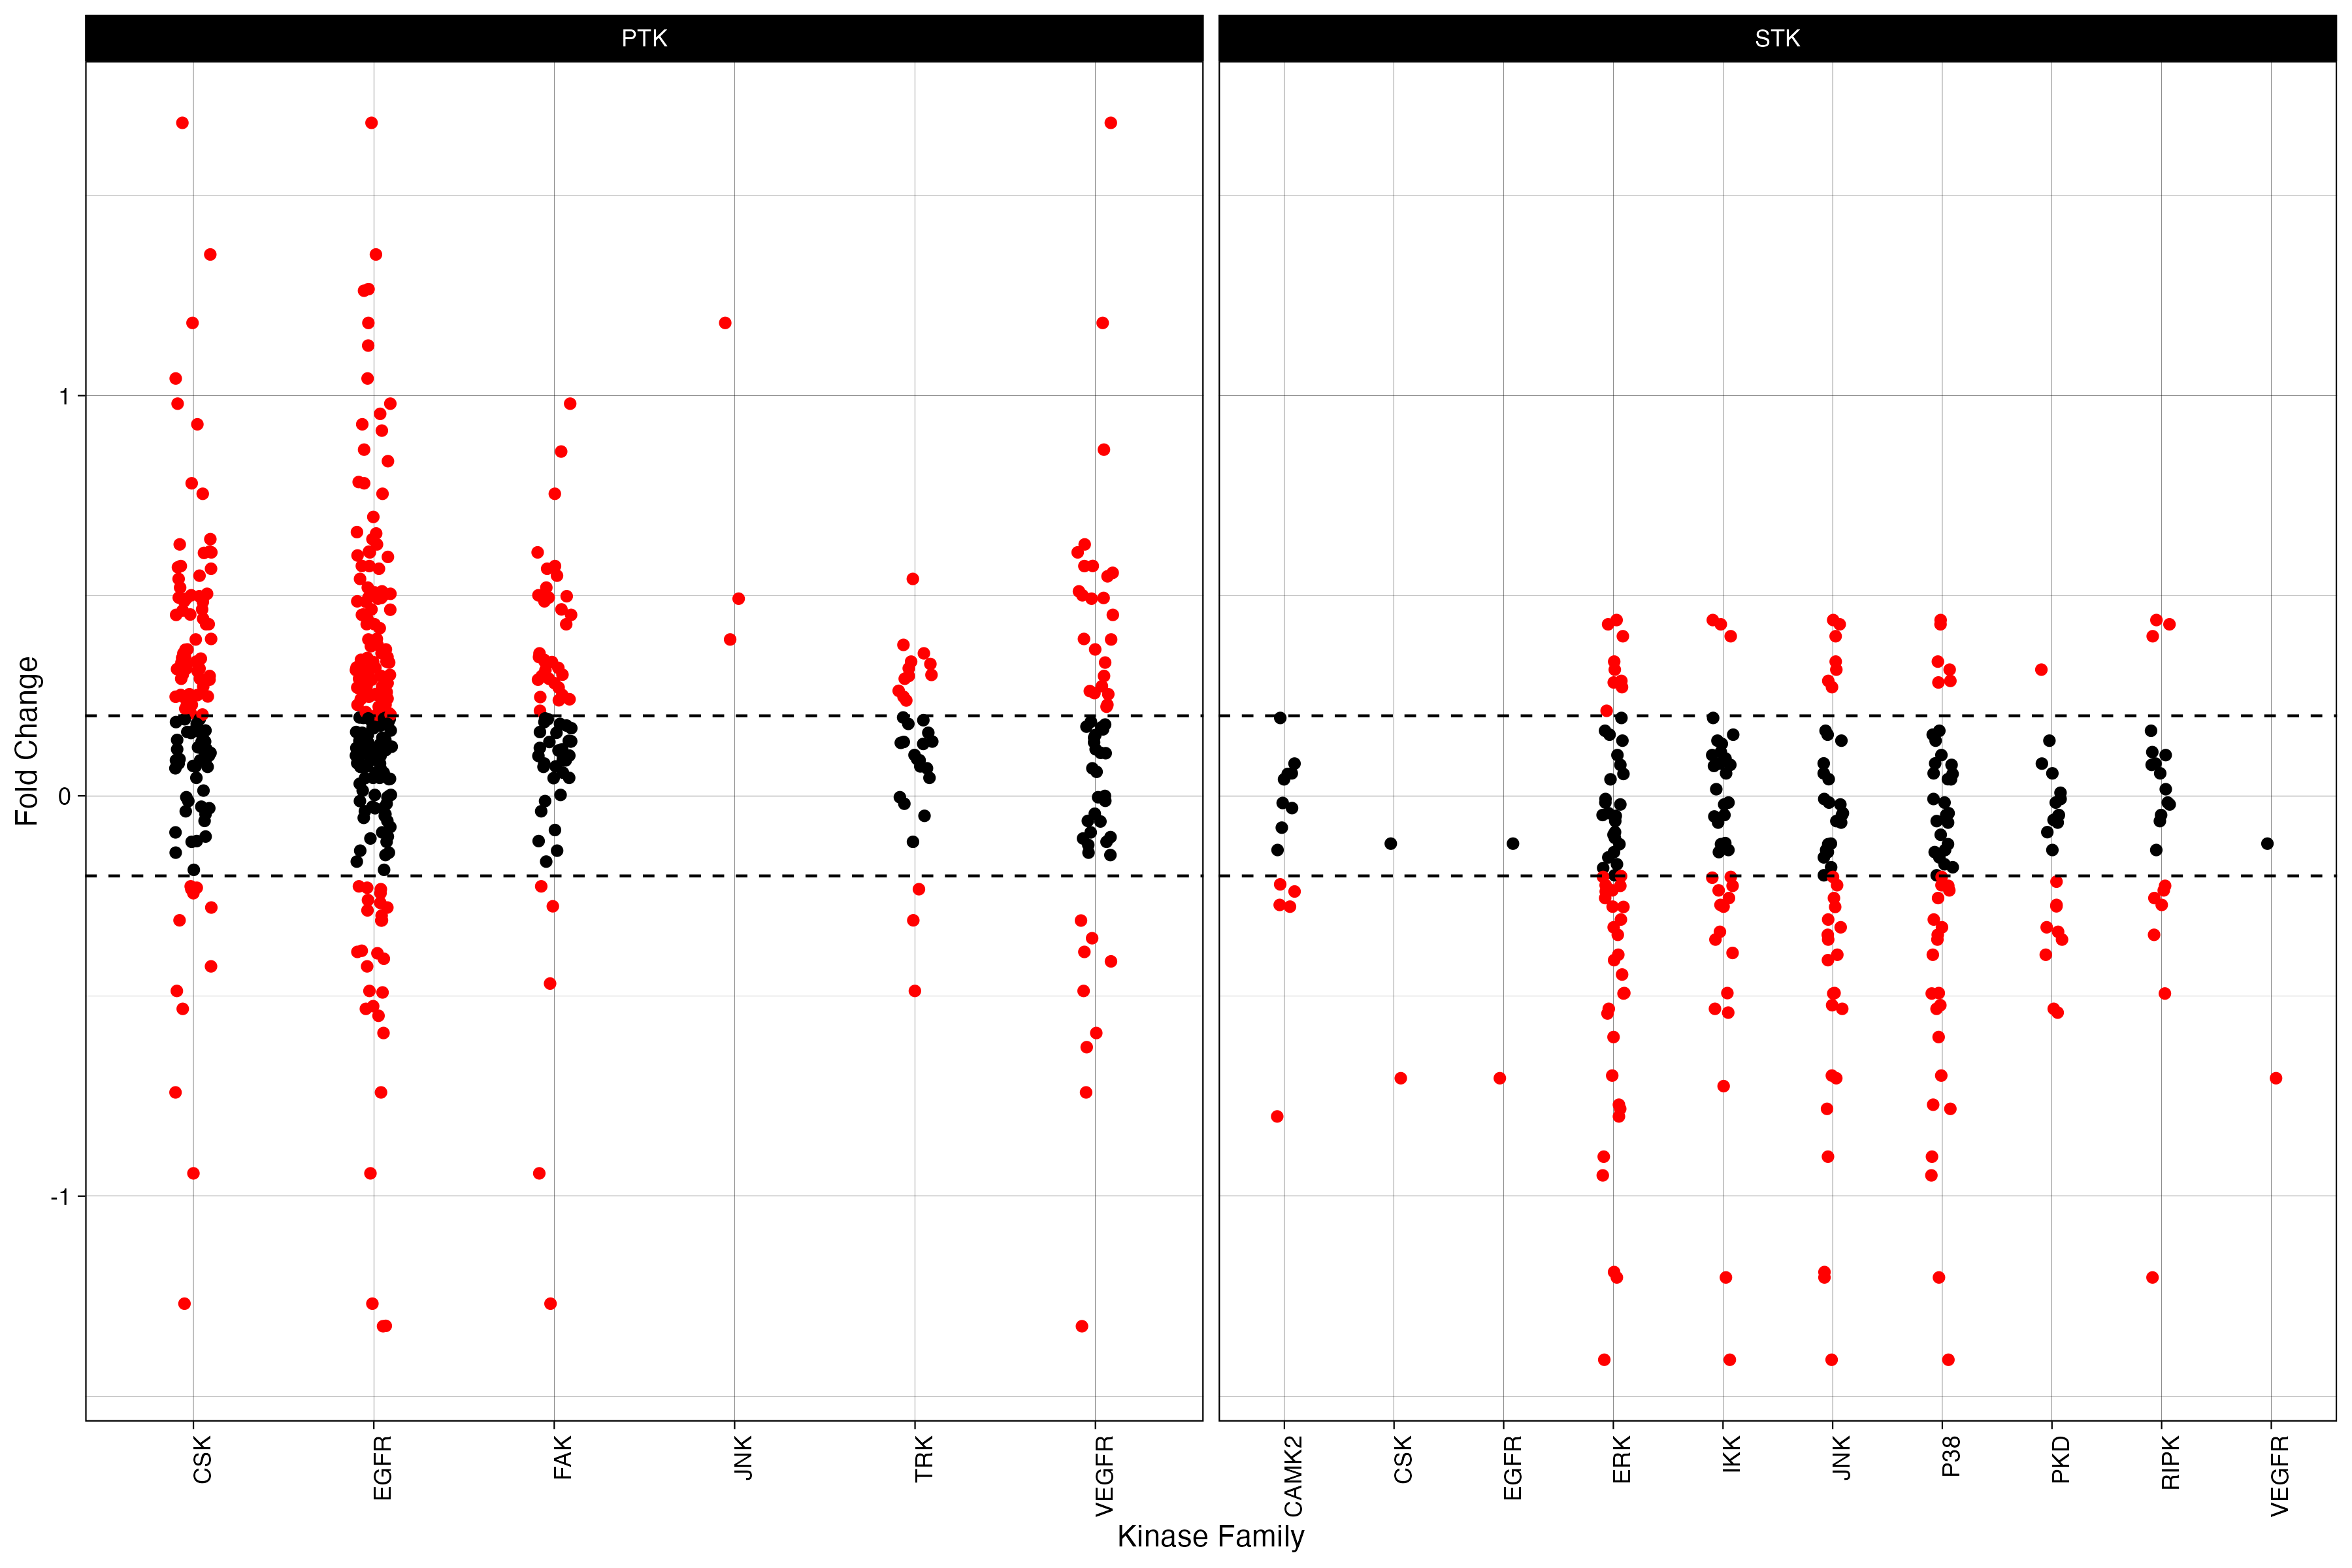 PTK STK
Fold Change
1
0
-1
CSK EGFR FAK JNK TRK VEGFR CAMK2 CSK EGFR ERK IKK JNK P38 PKD RIPK VEGFR
Kinase Family